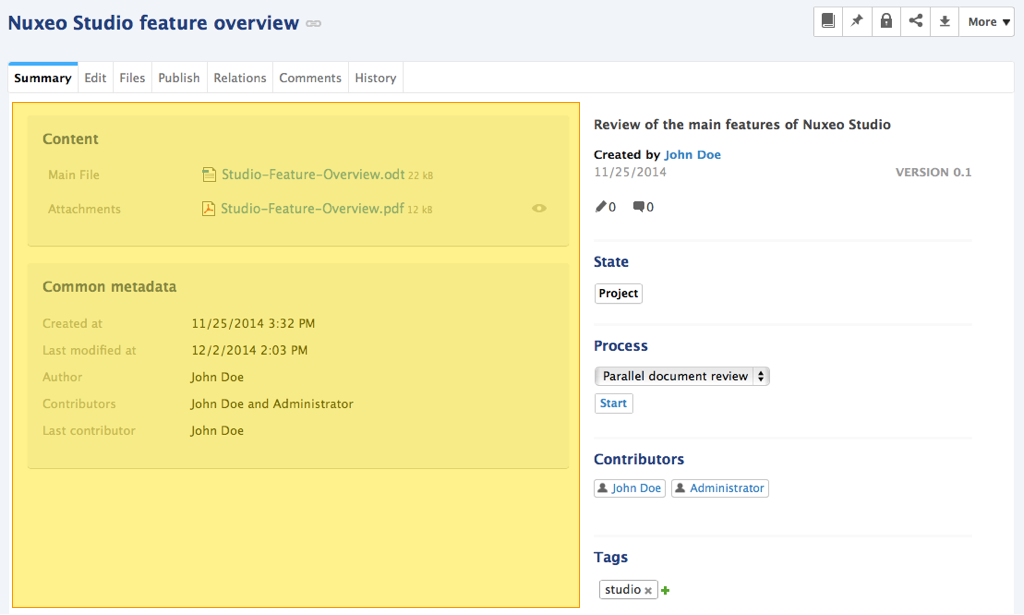 Nuxeo Studio feature overview
More ▼
Summary Edit Files Publish Relations Comments History
Content
Main File Studio-Feature-Overview.odt 22 kB
Attachments Studio-Feature-Overview.pdf 12 kB
Common metadata
Created at 11/25/2014 3:32 PM
Last modified at 12/2/2014 2:03 PM
Author John Doe
Contributors John Doe and Administrator
Last contributor John Doe
Review of the main features of Nuxeo Studio
Created by John Doe
11/25/2014 VERSION 0.1
0 0
State
Project
Process
Parallel document review
Start
Contributors
John Doe Administrator
Tags
studio ×